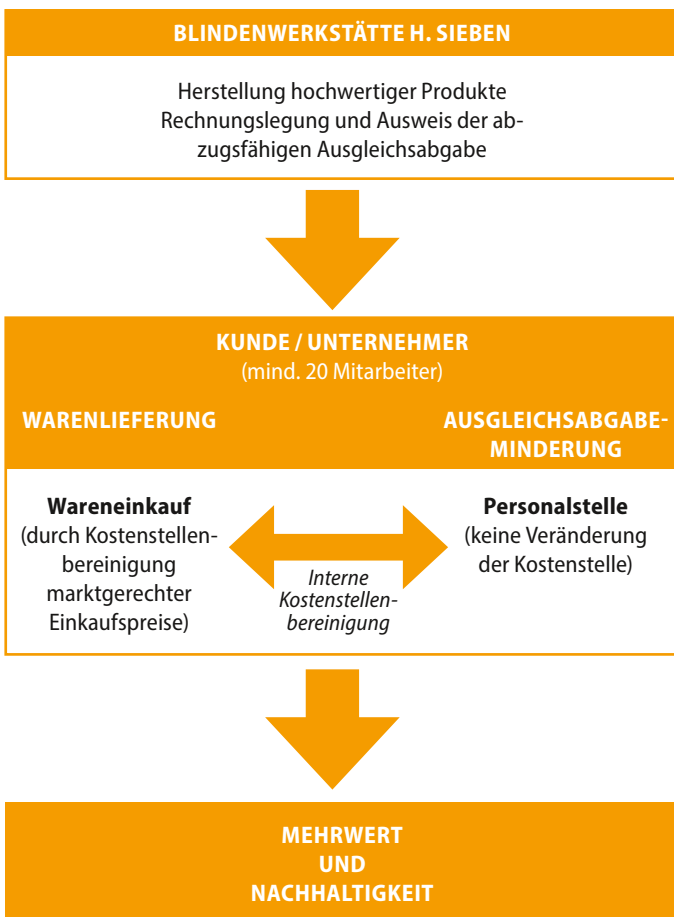 BLINDENWERKSTÄTTE H. SIEBEN
Herstellung hochwertiger Produkte
Rechnungslegung und Ausweis der ab-
zugsfähigen Ausgleichsabgabe
KUNDE / UNTERNEHMER
(mind. 20 Mitarbeiter)
WARENLIEFERUNG
AUSGLEICHSABGABE-
MINDERUNG
Wareneinkauf
(durch Kostenstellen-
bereinigung
marktgerechter
Einkaufspreise)
Interne
Kostenstellen-
bereinigung
Personalstelle
(keine Veränderung
der Kostenstelle)
MEHRWERT
UND
NACHHALTIGKEIT